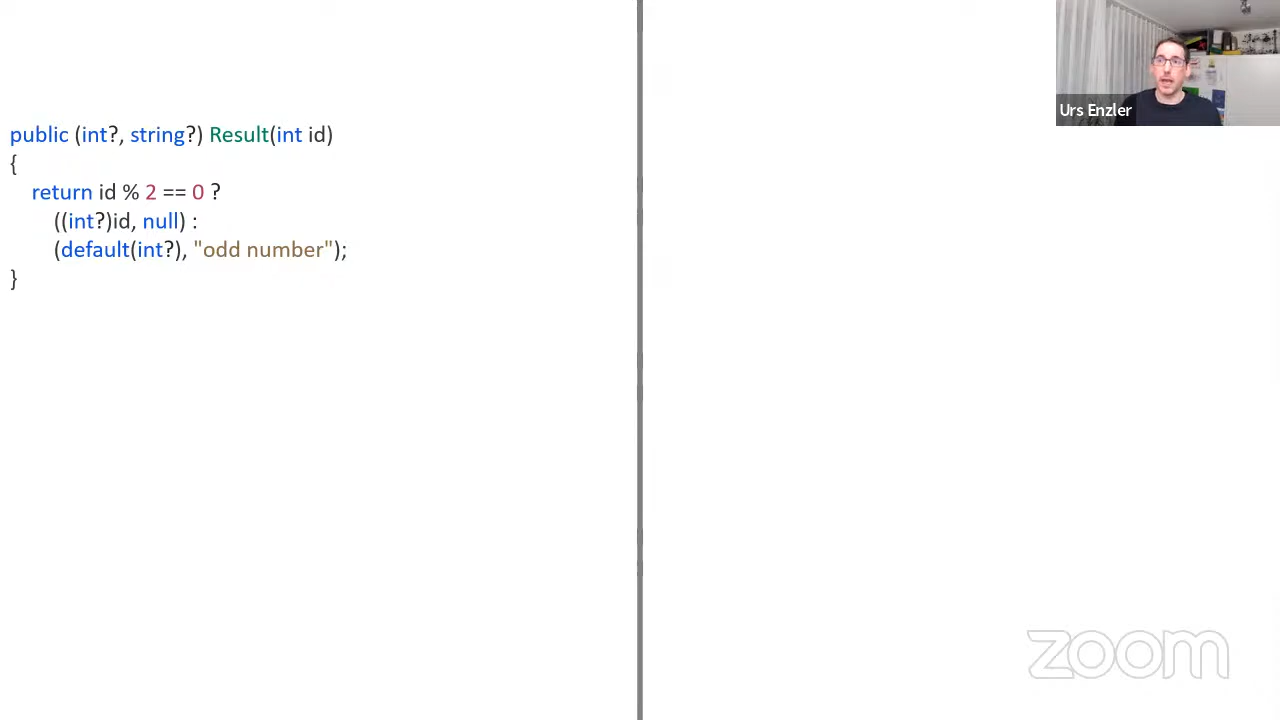 public (int?, string?) Result(int id)
{
return id % 2 == 0 ?
((int?)id, null) :
(default(int?), "odd number");
}
Urs Enzler
zoom